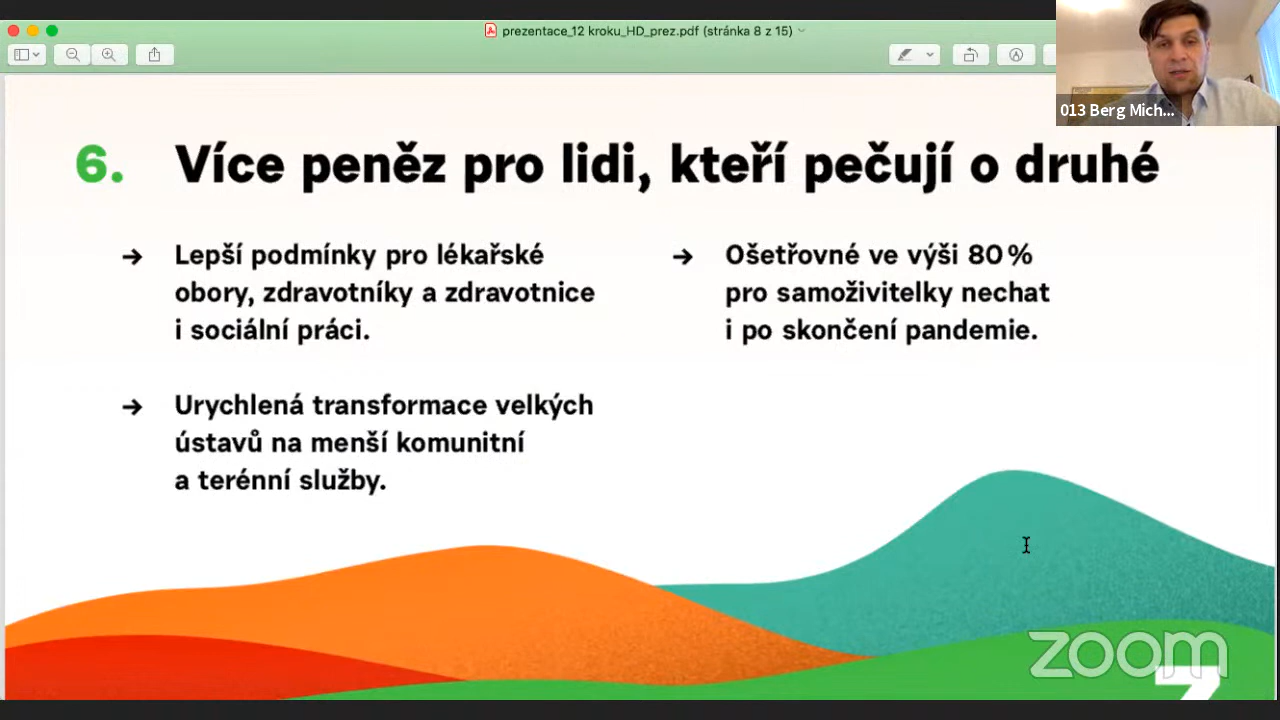 prezentace_12 kroku_HD_prez.pdf (stránka 8 z 15)
013 Berg Mich...
6. Více peněz pro lidi, kteří pečují o druhé
→ Lepší podmínky pro lékařské
obory, zdravotníky a zdravotnice
i sociální práci.
→ Urychlená transformace velkých
ústavů na menší komunitní
a terénní služby.
→ Ošetřovné ve výši 80 %
pro samoživitelky nechat
i po skončení pandemie.
zoom